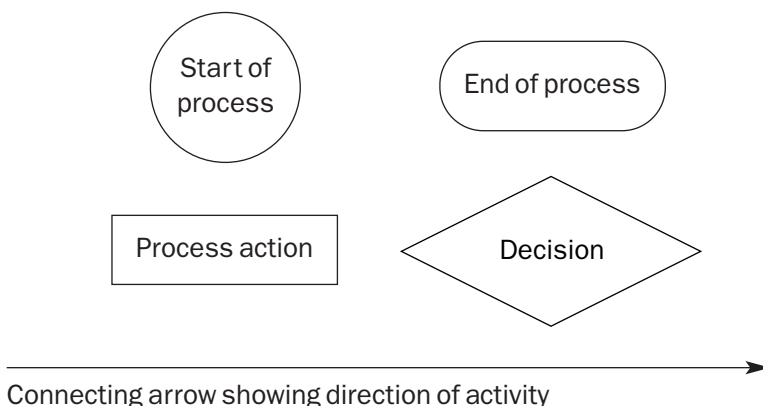 Start of
process
End of process
Process action
Decision
Connecting arrow showing direction of activity